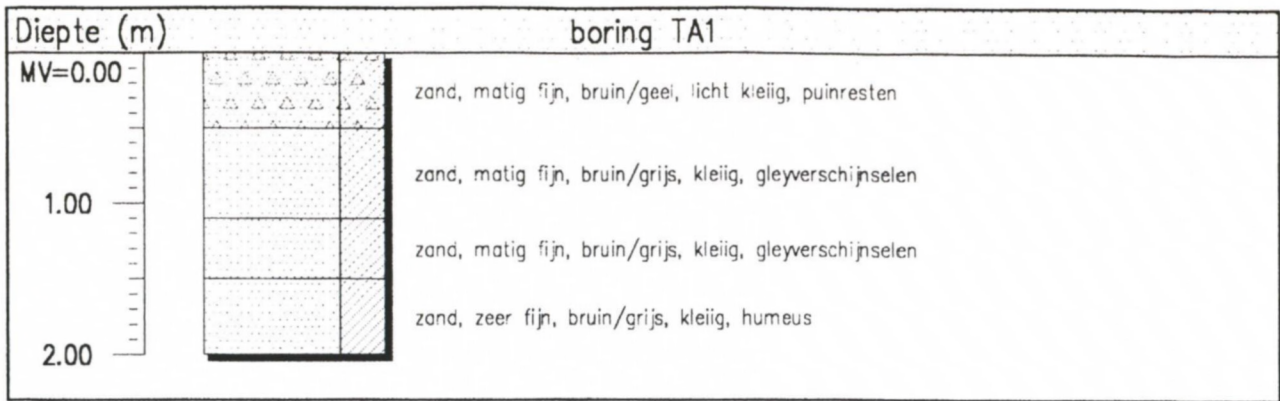 Diepte (m) boring TA1
MV=0.00
zand, matig fijn, bruin/geel, licht kleiig, puinresten
zand, matig fijn, bruin/grijs, kleiig, gleyverschijnselen
1.00
zand, matig fijn, bruin/grijs, kleiig, gleyverschijnselen
zand, zeer fijn, bruin/grijs, kleiig, humeus
2.00